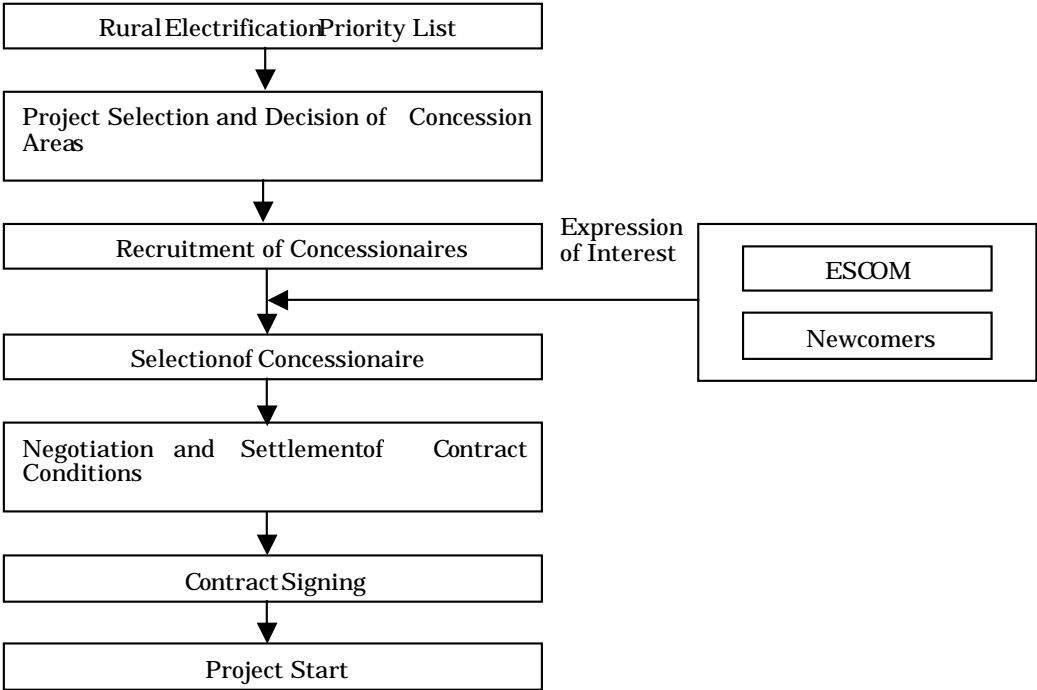 Rural Electrification Priority List
Project Selection and Decision of Concession
Areas
Recruitment of Concessionaires
Expression
of Interest
ESCOM
Newcomers
Selection of Concessionaire
Negotiation and Settlement of Contract
Conditions
Contract Signing
Project Start